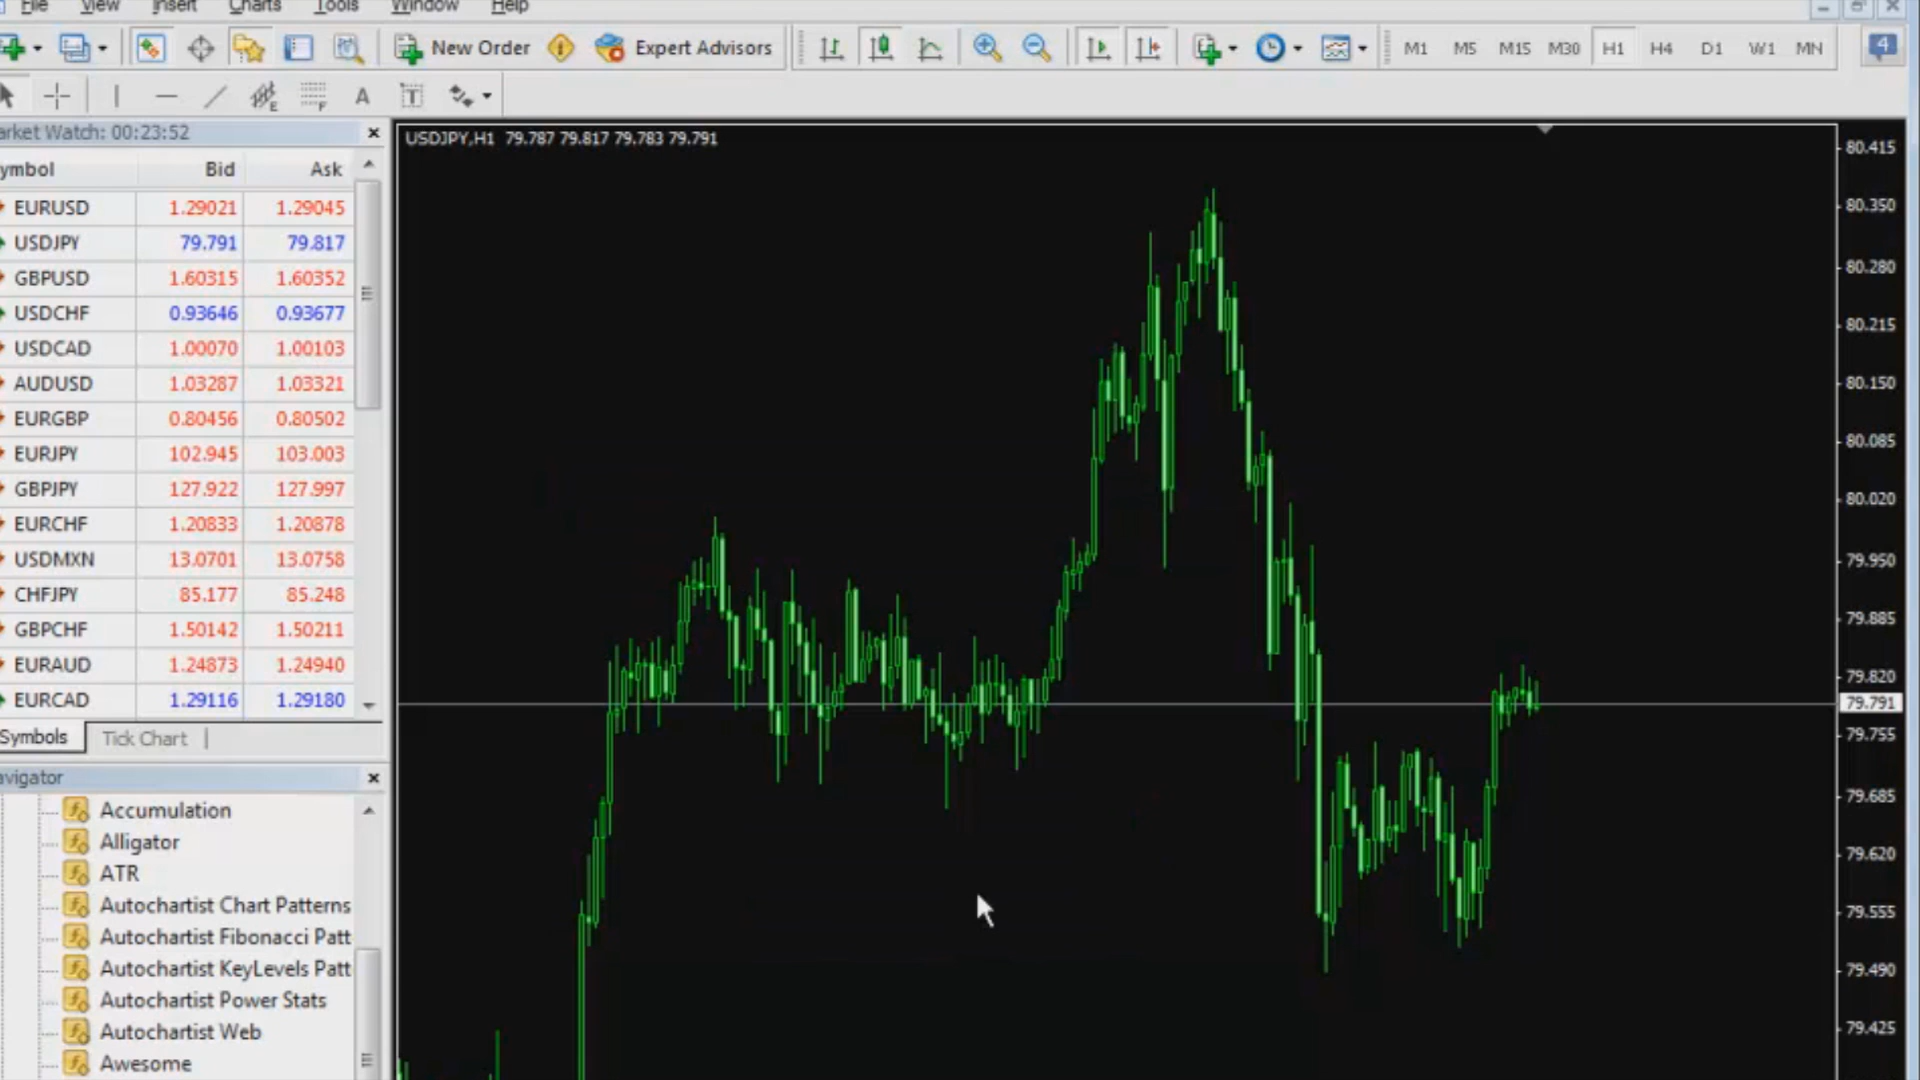 File View Insert Charts Tools Window Help
New Order Expert Advisors M1 M5 M15 M30 H1 H4 D1 W1 MN 4
E F A T
arket Watch: 00:23:52
ymbol Bid Ask
EURUSD 1.29021 1.29045
USDJPY 79.791 79.817
GBPUSD 1.60315 1.60352
USDCHF 0.93646 0.93677
USDCAD 1.00070 1.00103
AUDUSD 1.03287 1.03321
EURGBP 0.80456 0.80502
EURJPY 102.945 103.003
GBPJPY 127.922 127.997
EURCHF 1.20833 1.20878
USDMXN 13.0701 13.0758
CHFJPY 85.177 85.248
GBPCHF 1.50142 1.50211
EURAUD 1.24873 1.24940
EURCAD 1.29116 1.29180
Symbols Tick Chart
avigator
Accumulation
Alligator
ATR
Autochartist Chart Patterns
Autochartist Fibonacci Patt
Autochartist KeyLevels Patt
Autochartist Power Stats
Autochartist Web
Awesome
USDJPY,H1 79.787 79.817 79.783 79.791
80.415
80.350
80.280
80.215
80.150
80.085
80.020
79.950
79.885
79.820
79.791
79.755
79.685
79.620
79.555
79.490
79.425